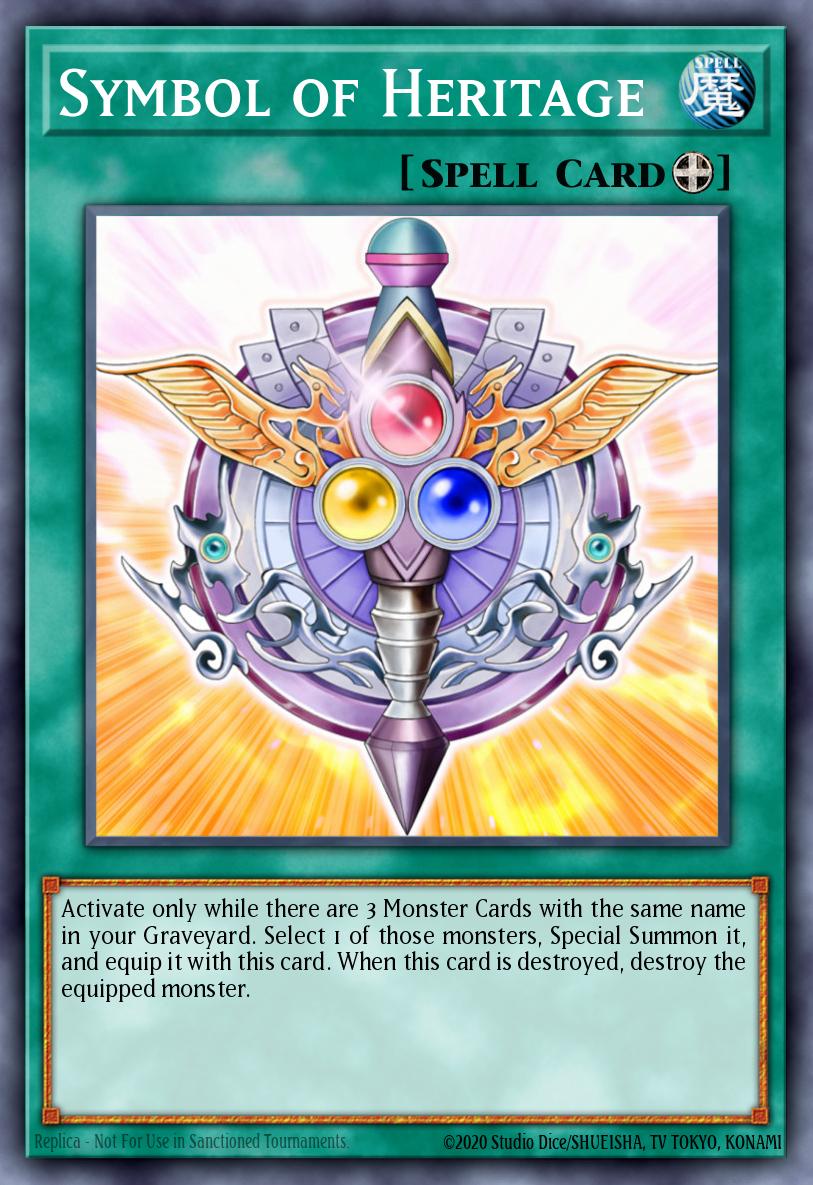 SYMBOL OF HERITAGE
SPELL
魔
[SPELL CARD]
Activate only while there are 3 Monster Cards with the same name
in your Graveyard. Select 1 of those monsters, Special Summon it,
and equip it with this card. When this card is destroyed, destroy the
equipped monster.
Replica - Not For Use in Sanctioned Tournaments.
©2020 Studio Dice/SHUEISHA, TV TOKYO, KONAMI